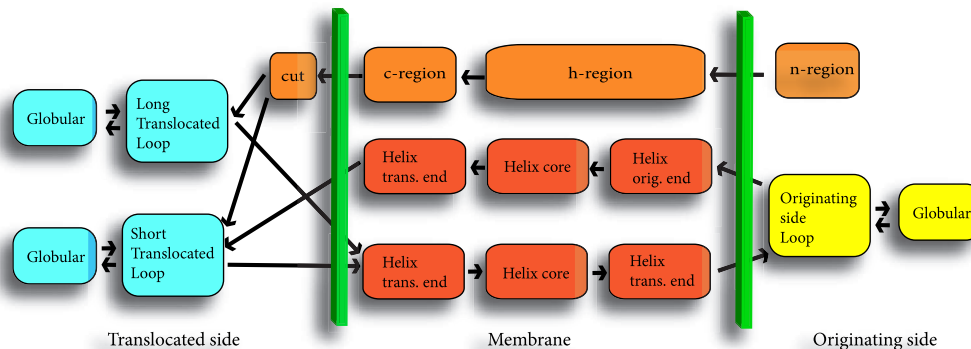 cut
c-region
h-region
n-region
Globular
Long
Translocated
Loop
Helix
trans. end
Helix core
Helix
orig. end
Originating
side
Loop
Globular
Globular
Short
Translocated
Loop
Helix
trans. end
Helix core
Helix
trans. end
Translocated side
Membrane
Originating side